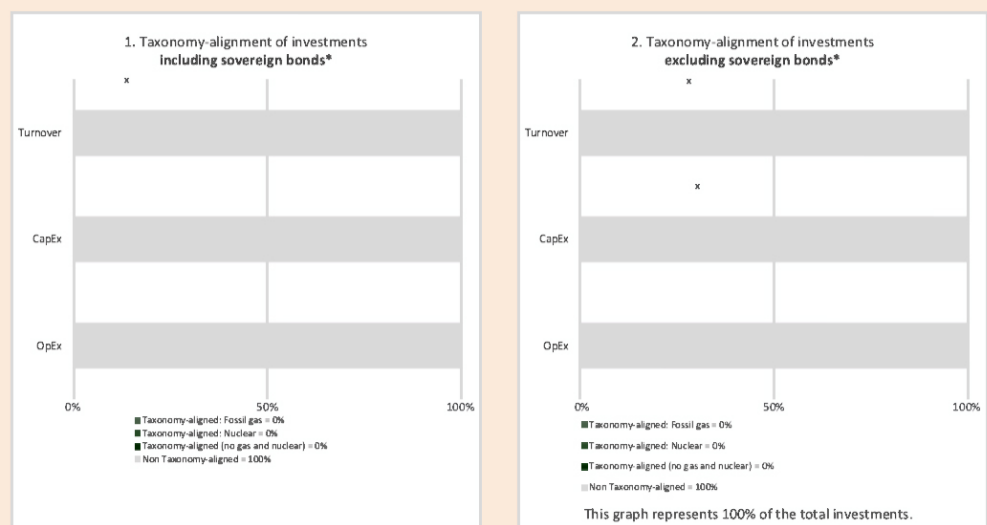 1. Taxonomy-alignment of investments
including sovereign bonds*
x
Turnover
CapEx
OpEx
0% 50% 100%
Taxonomy-aligned: Fossil gas = 0%
Taxonomy-aligned: Nuclear = 0%
Taxonomy-aligned (no gas and nuclear) = 0%
Non Taxonomy-aligned = 100%
2. Taxonomy-alignment of investments
excluding sovereign bonds*
x
Turnover
x
CapEx
OpEx
0% 50% 100%
Taxonomy-aligned: Fossil gas = 0%
Taxonomy-aligned: Nuclear = 0%
Taxonomy-aligned (no gas and nuclear) = 0%
Non Taxonomy-aligned = 100%
This graph represents 100% of the total investments.